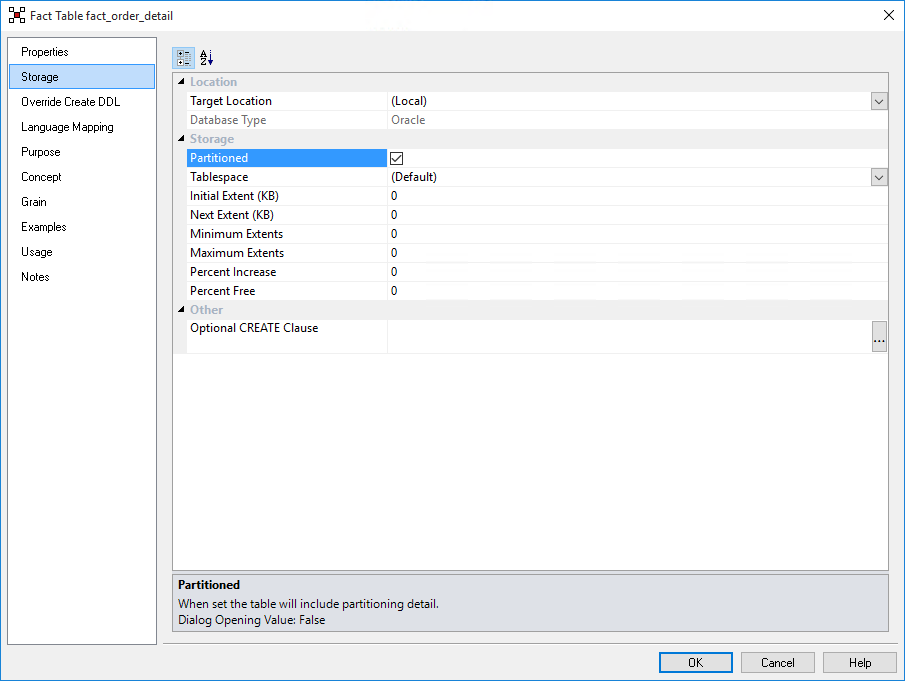 Fact Table fact_order_detail
Properties
Storage
Override Create DDL
Language Mapping
Purpose
Concept
Grain
Examples
Usage
Notes
A
Z
Location
Target Location (Local)
Database Type Oracle
Storage
Partitioned
Tablespace (Default)
Initial Extent (KB) 0
Next Extent (KB) 0
Minimum Extents 0
Maximum Extents 0
Percent Increase 0
Percent Free 0
Other
Optional CREATE Clause ...
Partitioned
When set the table will include partitioning detail.
Dialog Opening Value: False
OK Cancel Help